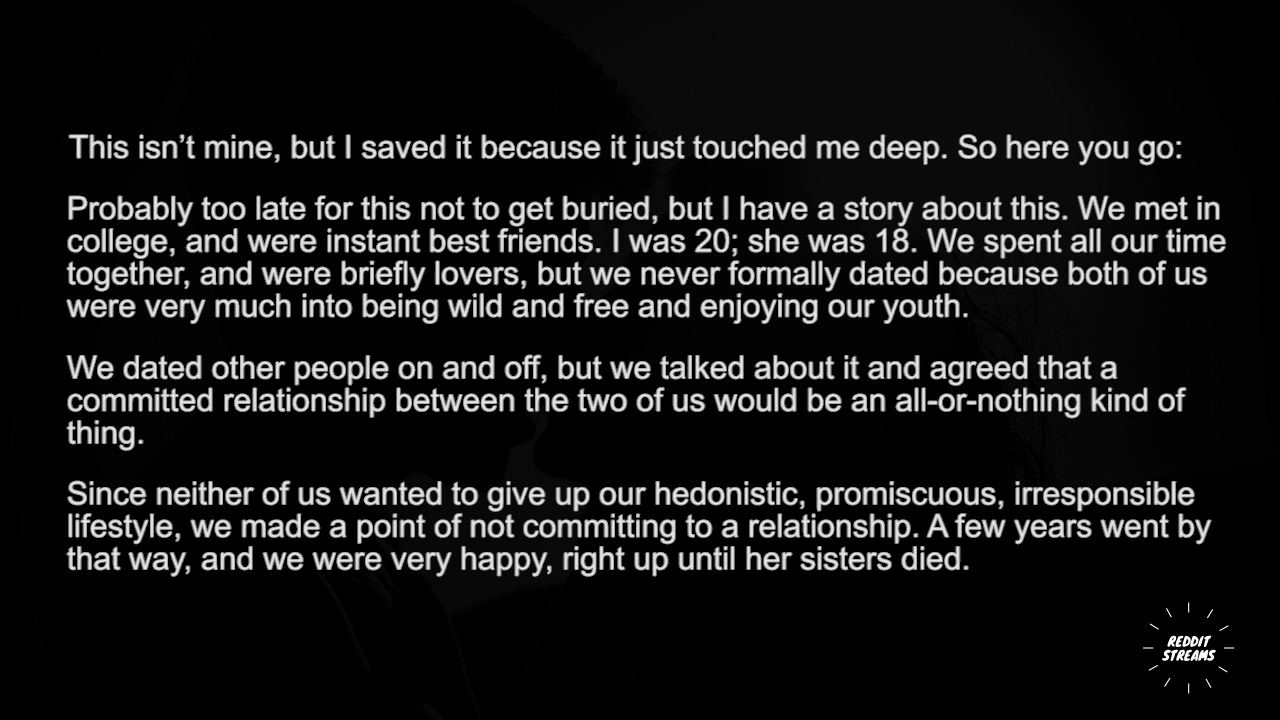 This isn’t mine, but I saved it because it just touched me deep. So here you go:
Probably too late for this not to get buried, but I have a story about this. We met in
college, and were instant best friends. I was 20; she was 18. We spent all our time
together, and were briefly lovers, but we never formally dated because both of us
were very much into being wild and free and enjoying our youth.
We dated other people on and off, but we talked about it and agreed that a
committed relationship between the two of us would be an all-or-nothing kind of
thing.
Since neither of us wanted to give up our hedonistic, promiscuous, irresponsible
lifestyle, we made a point of not committing to a relationship. A few years went by
that way, and we were very happy, right up until her sisters died.
REDDIT
STREAMS